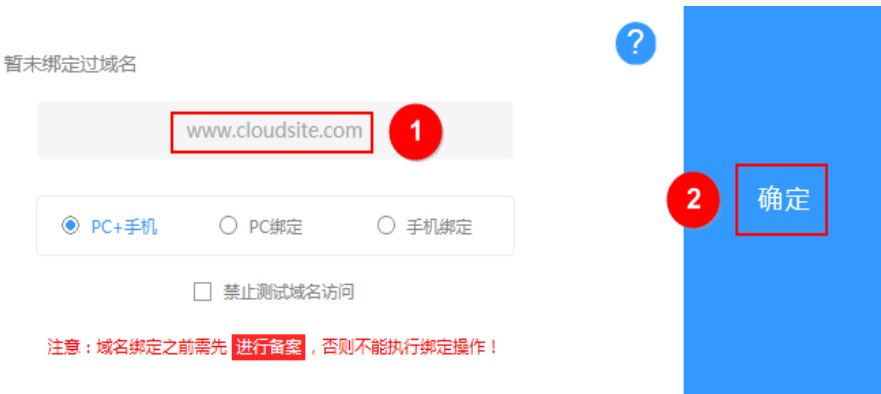 ?
暂未绑定过域名
www.cloudsite.com
1
2
确定
PC+手机
PC绑定
手机绑定
禁止测试域名访问
注意：域名绑定之前需先 进行备案 ，否则不能执行绑定操作！